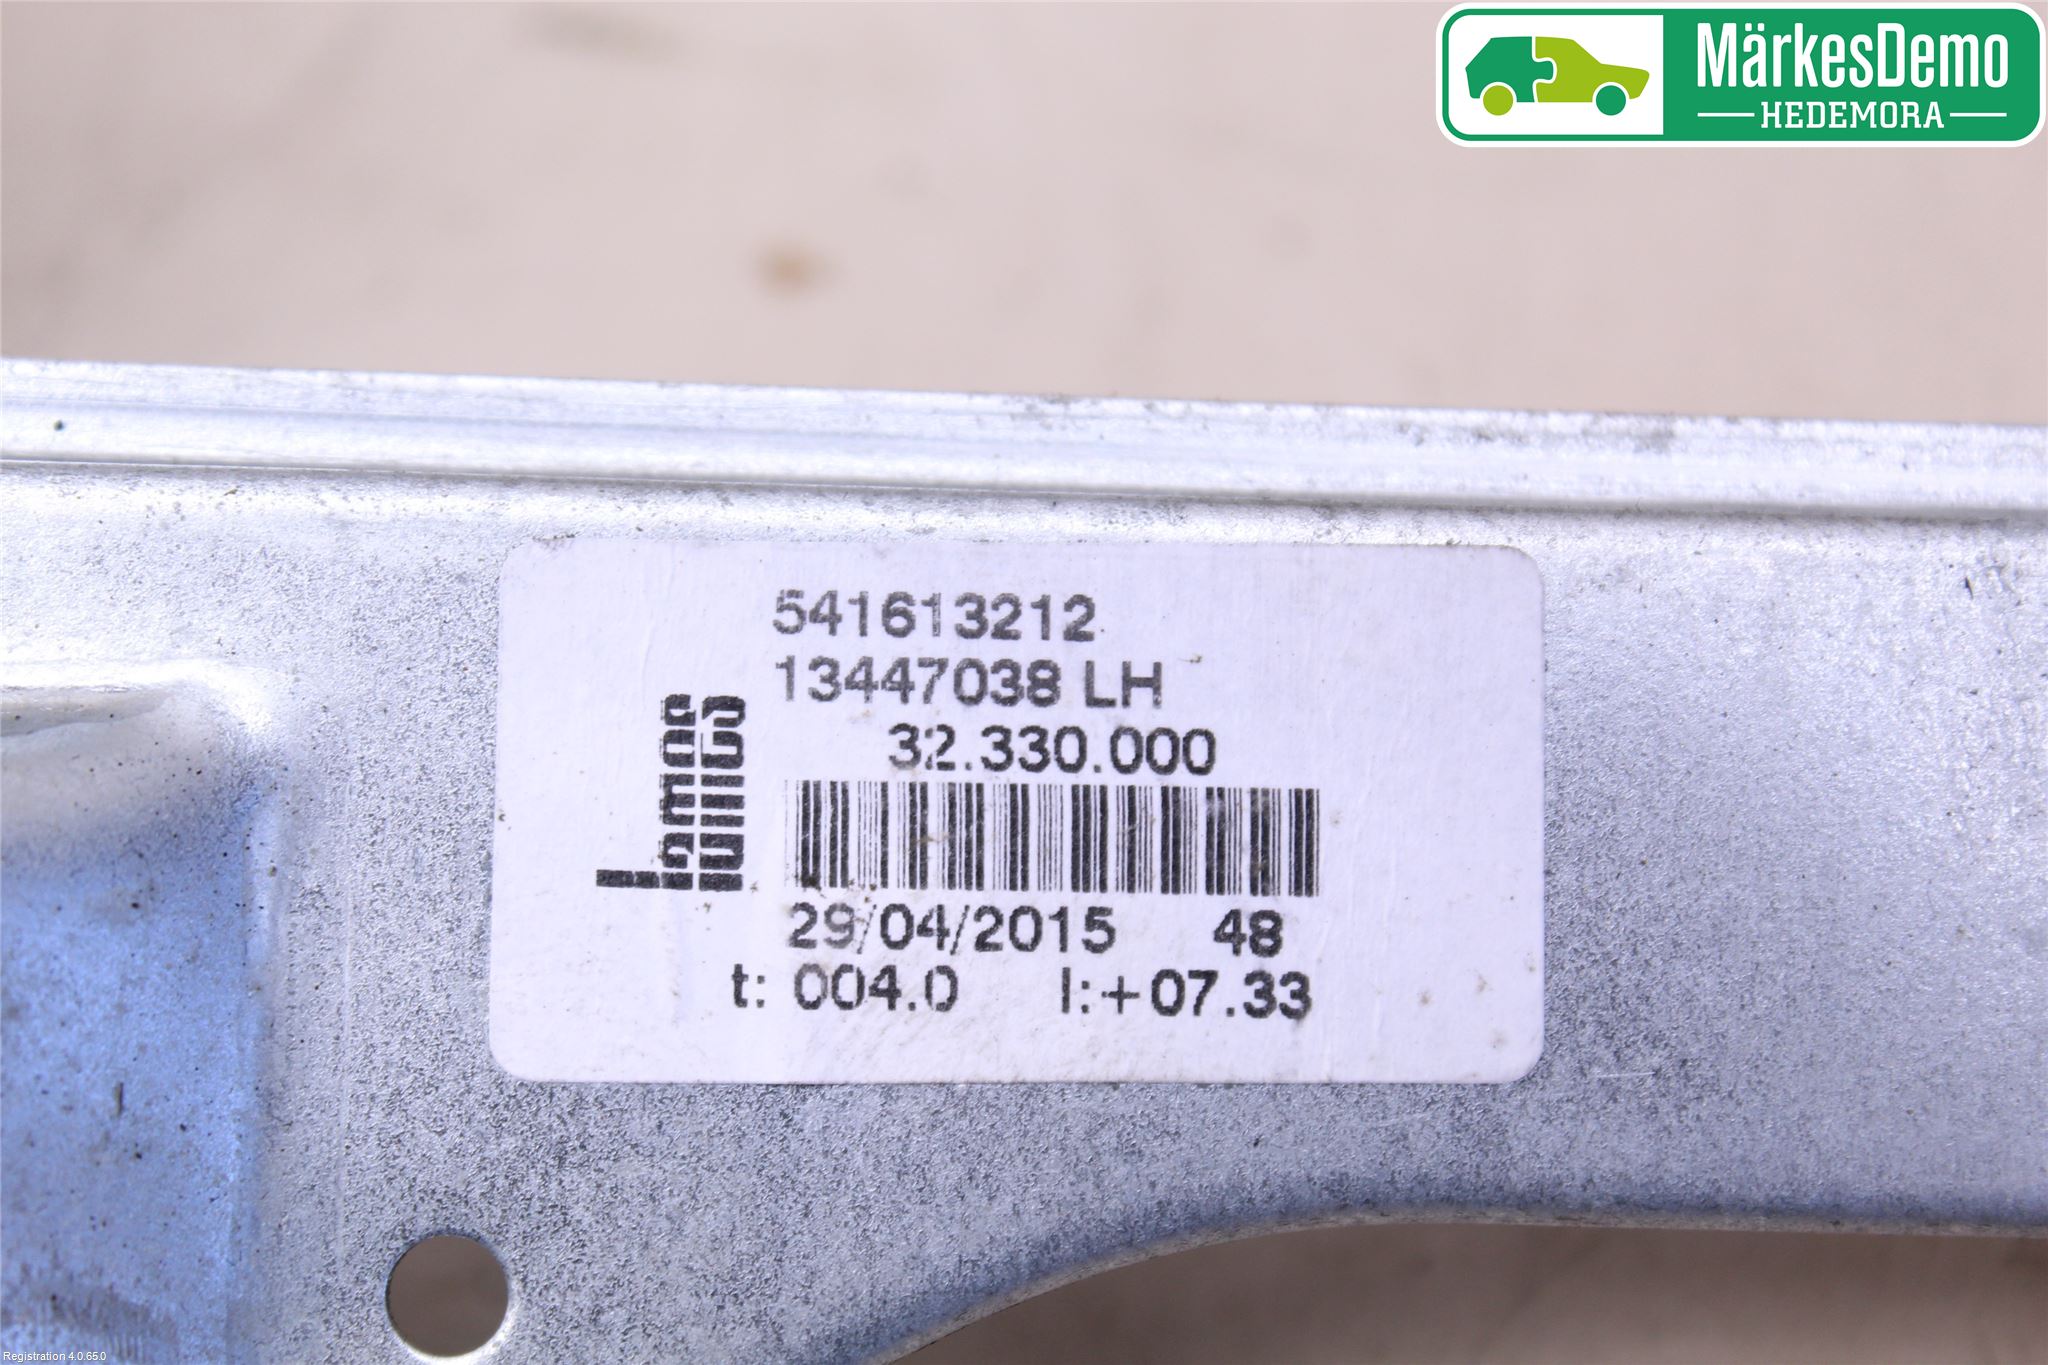 MärkesDemo
HEDEMORA
541613212
13447038 LH
32.330.000
29/04/2015 48
t: 004.0 l:+07.33
Registration 4.0.65.0